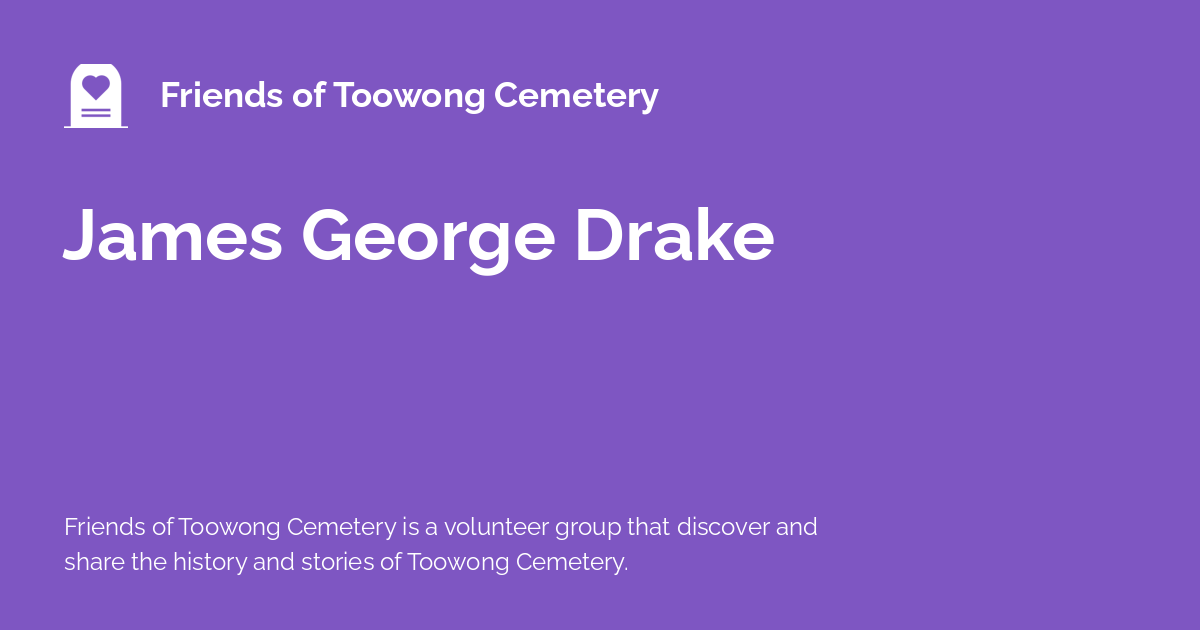 Friends of Toowong Cemetery
James George Drake
Friends of Toowong Cemetery is a volunteer group that discover and
share the history and stories of Toowong Cemetery.